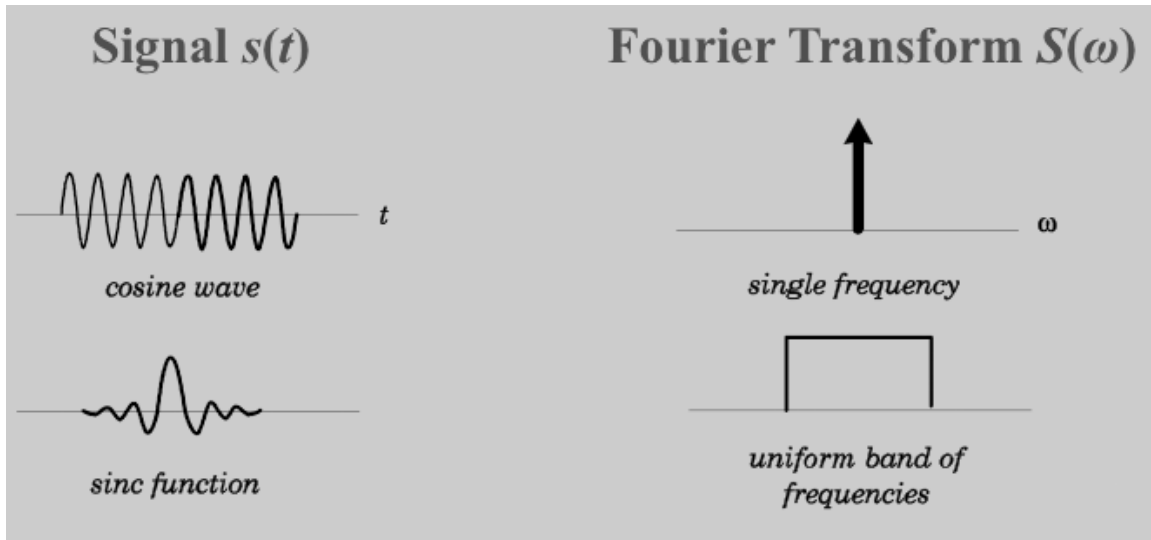 Signal s(t)
Fourier Transform S(ω)
t
ω
cosine wave
single frequency
sinc function
uniform band of
frequencies